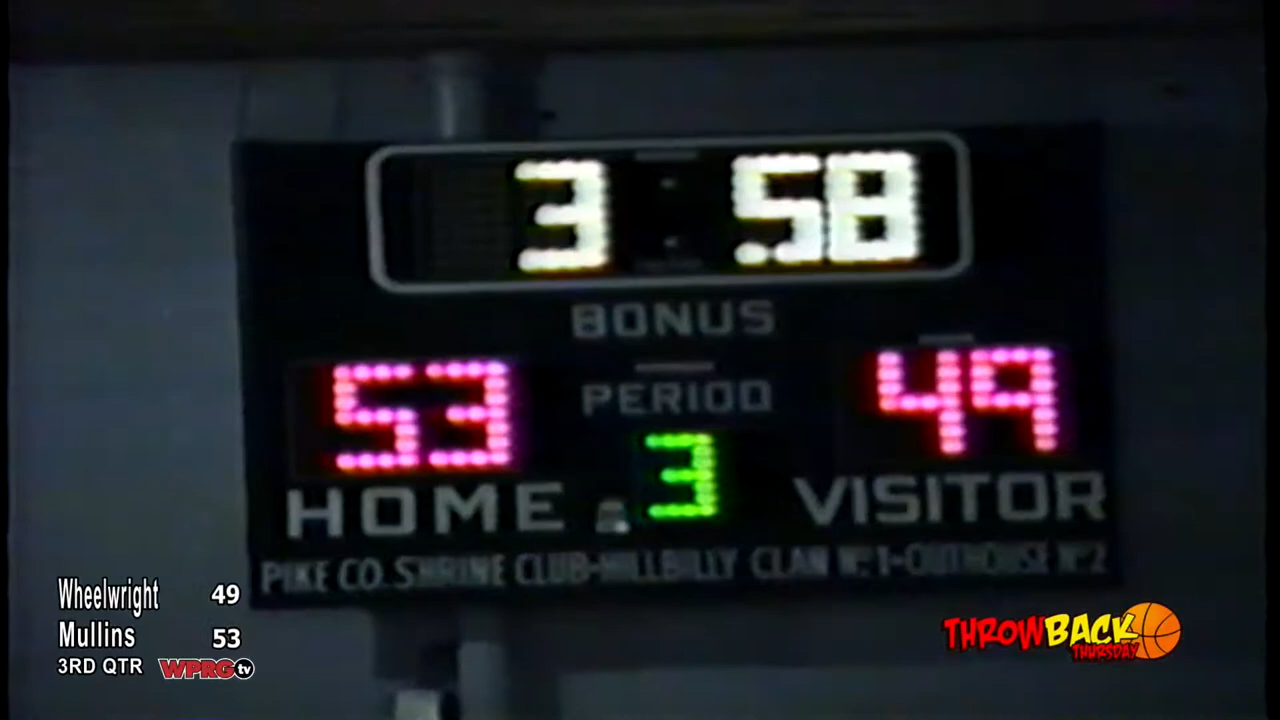 3 58
BONUS
53 49
PERIOD
3
HOME VISITOR
PIKE CO. SHRINE CLUB-HILLBILLY CLAN Nº 1-OUTHOUSE Nº 2
Wheelwright 49
Mullins 53
3RD QTR WPRG tv
THROWBACK
THURSDAY